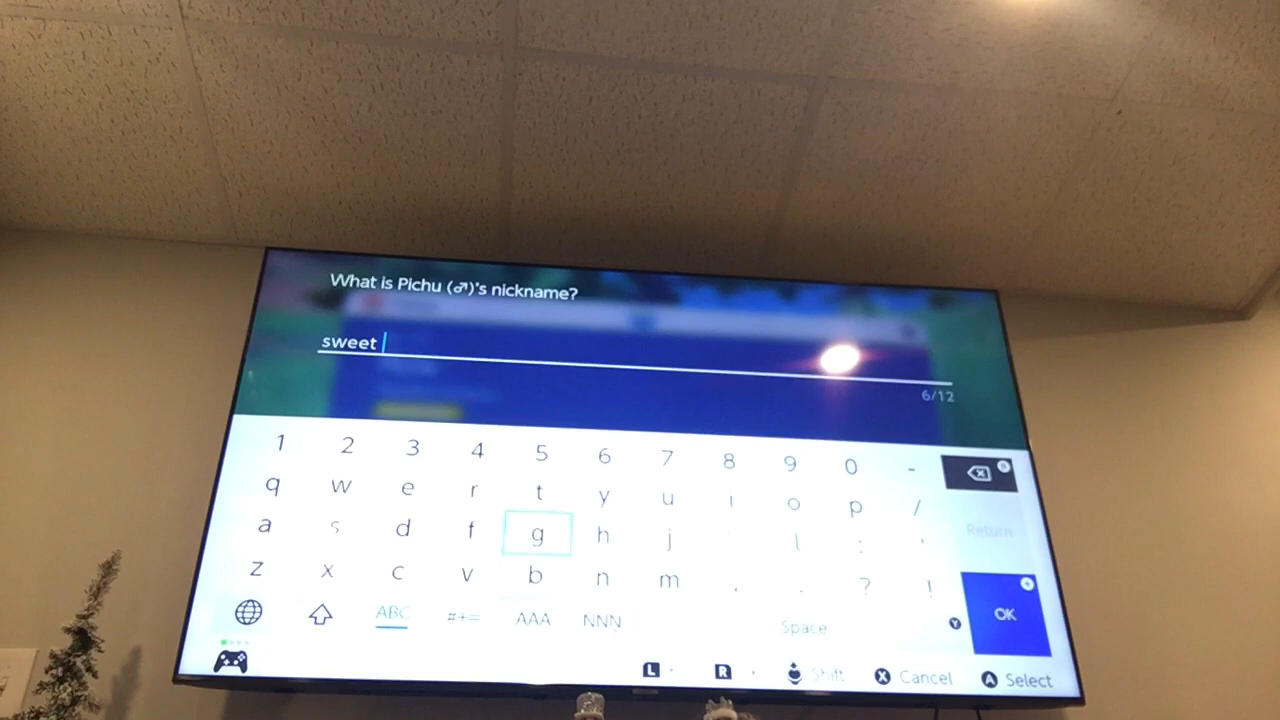 What is Pichu (♂)'s nickname?
sweet
6/12
1 2 3 4 5 6 7 8 9 0 -
q w e r t y u i o p /
a s d f g h j l : '
Return
z x c v b n m , . ? !
OK
ABC #+= AAA NNN Space Y
L R Shift X Cancel A Select